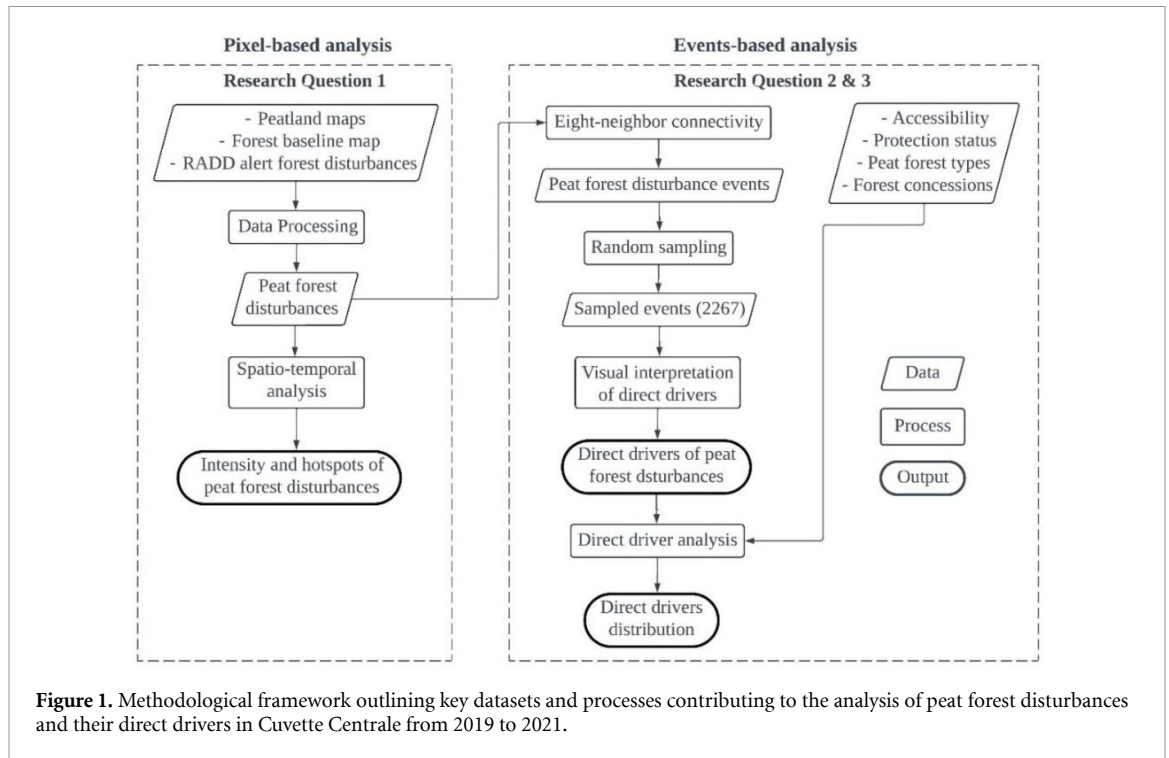 Pixel-based analysis
Research Question 1
- Peatland maps
- Forest baseline map
- RADD alert forest disturbances
Data Processing
Peat forest
disturbances
Spatio-temporal
analysis
Intensity and hotspots of
peat forest disturbances
Events-based analysis
Research Question 2 & 3
Eight-neighbor connectivity
Peat forest disturbance events
Random sampling
Sampled events (2267)
Visual interpretation
of direct drivers
Direct drivers of peat
forest dsturbances
Direct driver analysis
Direct drivers
distribution
- Accessibility
- Protection status
- Peat forest types
- Forest concessions
Data
Process
Output
Figure 1. Methodological framework outlining key datasets and processes contributing to the analysis of peat forest disturbances
and their direct drivers in Cuvette Centrale from 2019 to 2021.